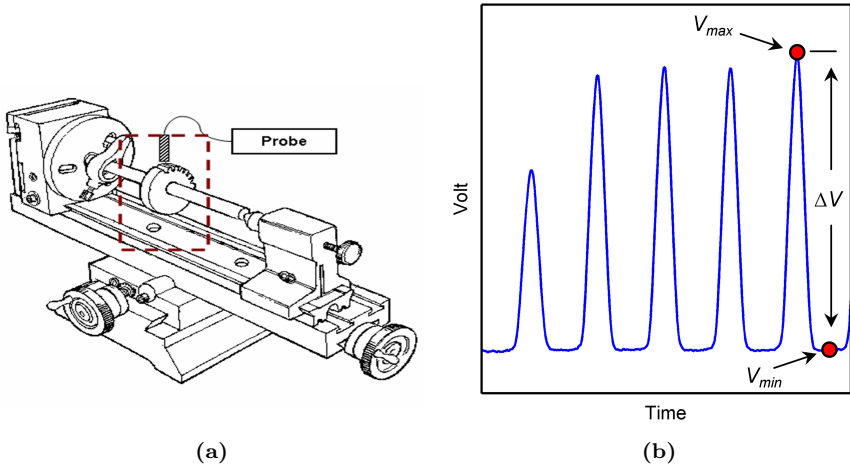 Probe
(a)
V_max
ΔV
V_min
Volt
Time
(b)